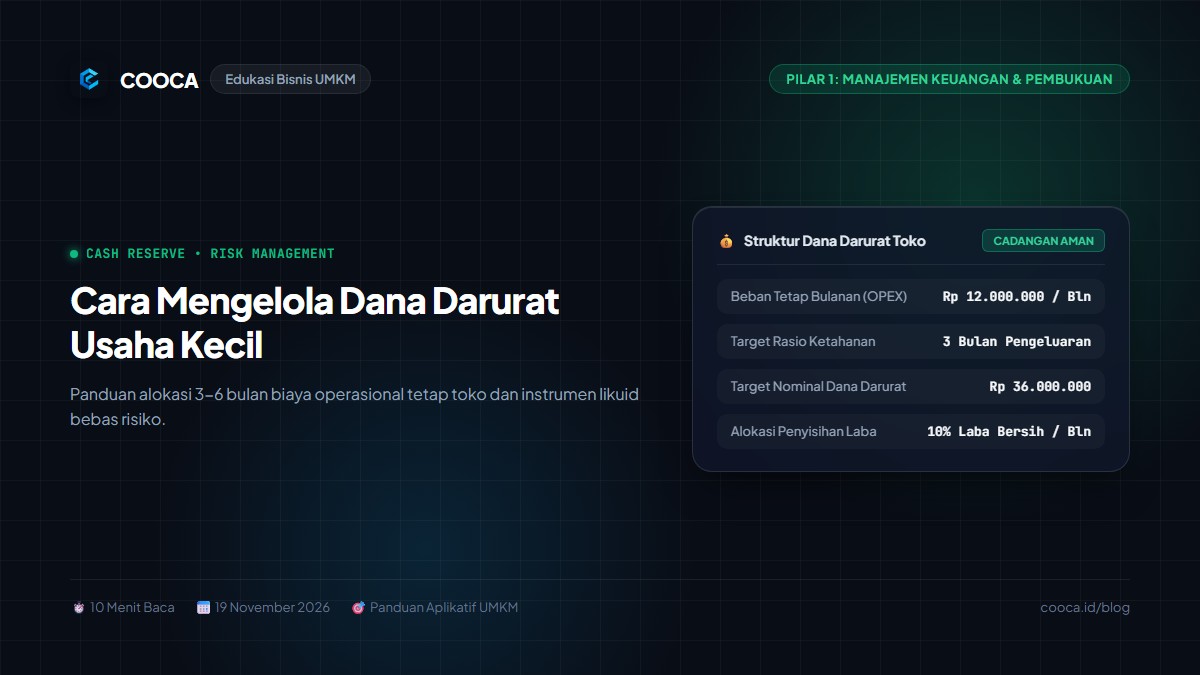 COOCA
Edukasi Bisnis UMKM
PILAR 1: MANAJEMEN KEUANGAN & PEMBUKUAN
CASH RESERVE • RISK MANAGEMENT
Cara Mengelola Dana Darurat
Usaha Kecil
Panduan alokasi 3–6 bulan biaya operasional tetap toko dan instrumen likuid
bebas risiko.
Struktur Dana Darurat Toko
CADANGAN AMAN
Beban Tetap Bulanan (OPEX) Rp 12.000.000 / Bln
Target Rasio Ketahanan 3 Bulan Pengeluaran
Target Nominal Dana Darurat Rp 36.000.000
Alokasi Penyisihan Laba 10% Laba Bersih / Bln
10 Menit Baca
19 November 2026
Panduan Aplikatif UMKM
cooca.id/blog